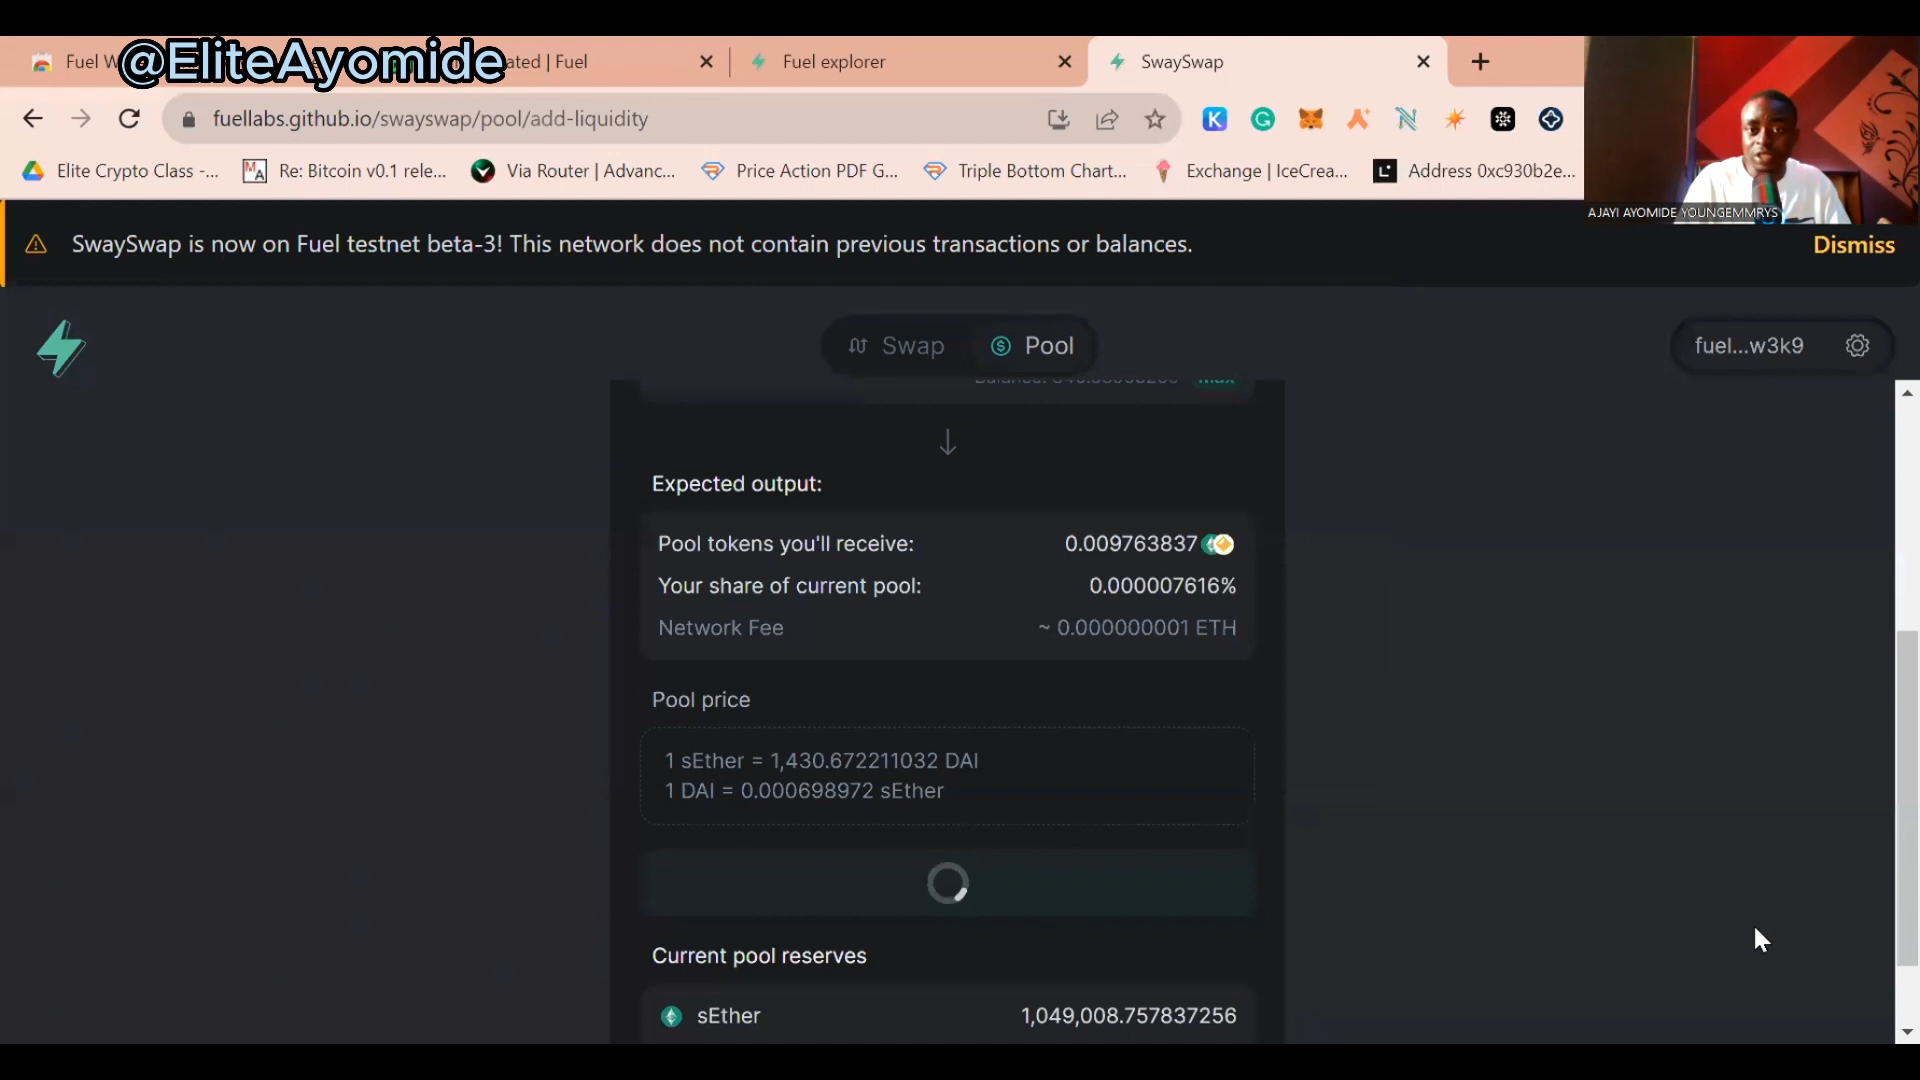 @EliteAyomide
Fuel W
ated | Fuel
Fuel explorer
SwaySwap
fuellabs.github.io/swayswap/pool/add-liquidity
Elite Crypto Class -...
Re: Bitcoin v0.1 rele...
Via Router | Advanc...
Price Action PDF G...
Triple Bottom Chart...
Exchange | IceCrea...
Address 0xc930b2e...
AJAYI AYOMIDE YOUNGEMMRYS
SwaySwap is now on Fuel testnet beta-3! This network does not contain previous transactions or balances.
Dismiss
Swap
Pool
fuel...w3k9
Expected output:
Pool tokens you'll receive: 0.009763837
Your share of current pool: 0.000007616%
Network Fee ~ 0.000000001 ETH
Pool price
1 sEther = 1,430.672211032 DAI
1 DAI = 0.000698972 sEther
Current pool reserves
sEther 1,049,008.757837256